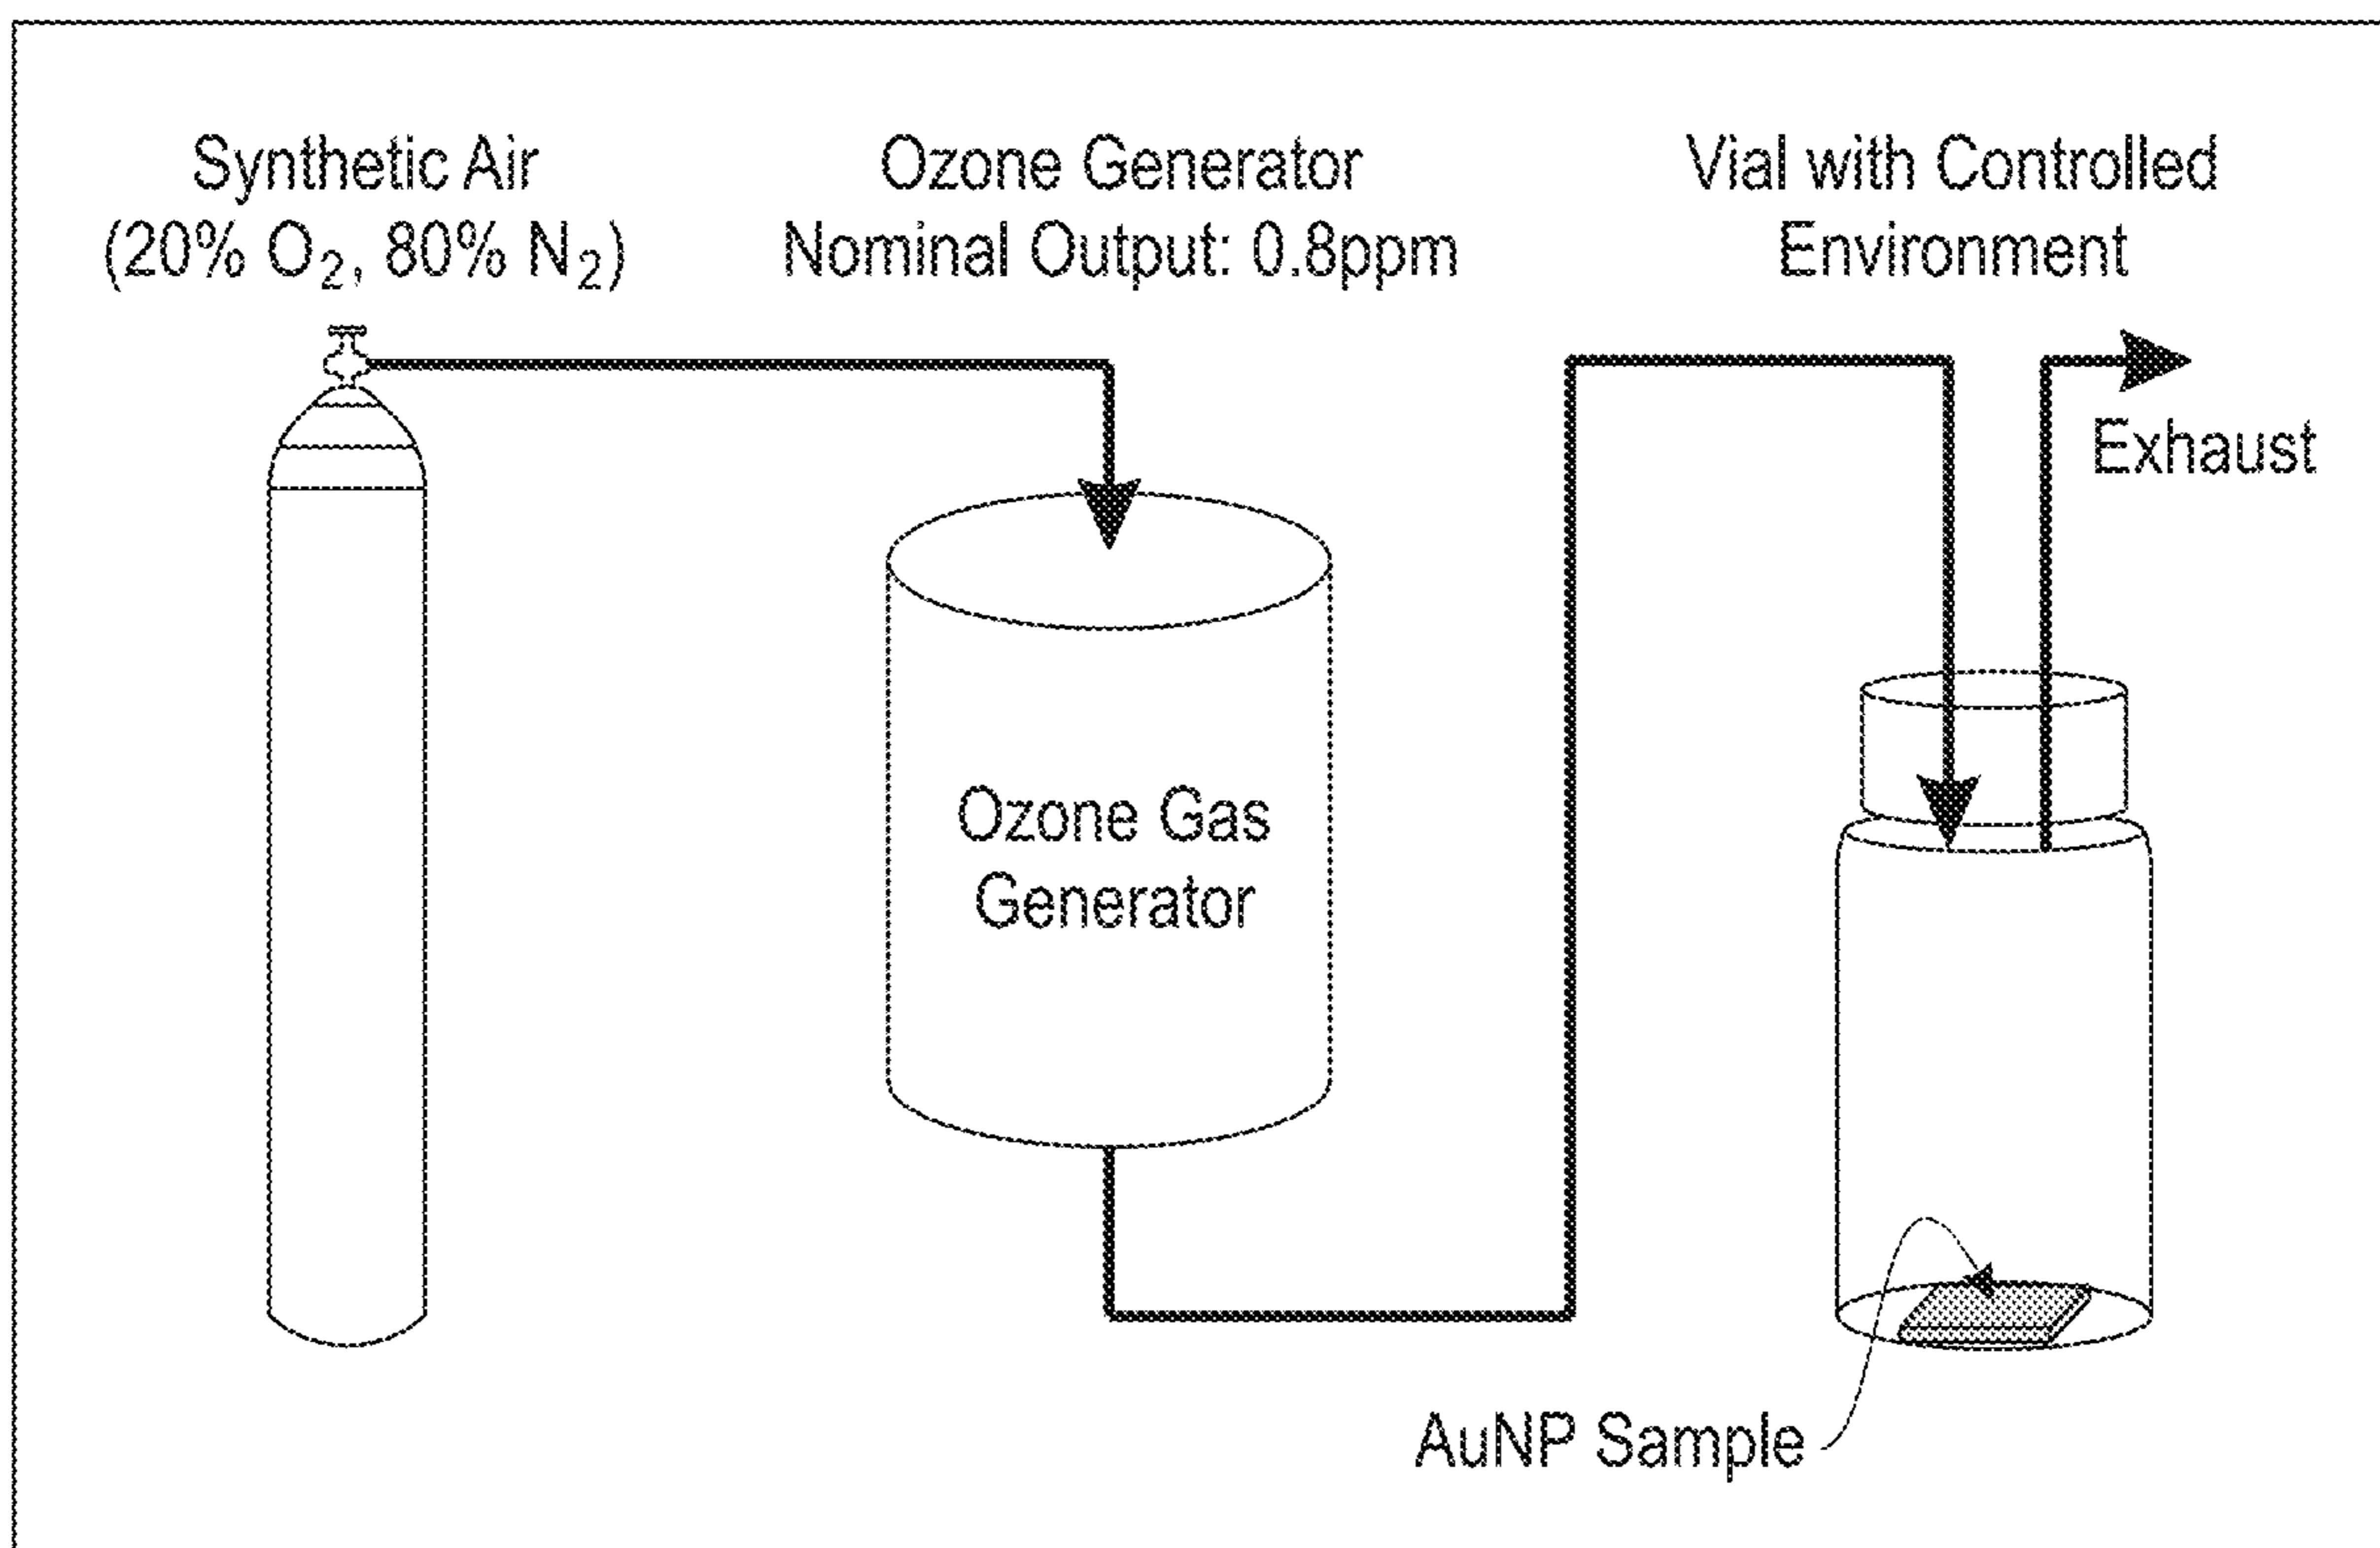 Synthetic Air
(20% O₂, 80% N₂)
Ozone Generator
Nominal Output: 0.8ppm
Vial with Controlled
Environment
Exhaust
Ozone Gas
Generator
AuNP Sample